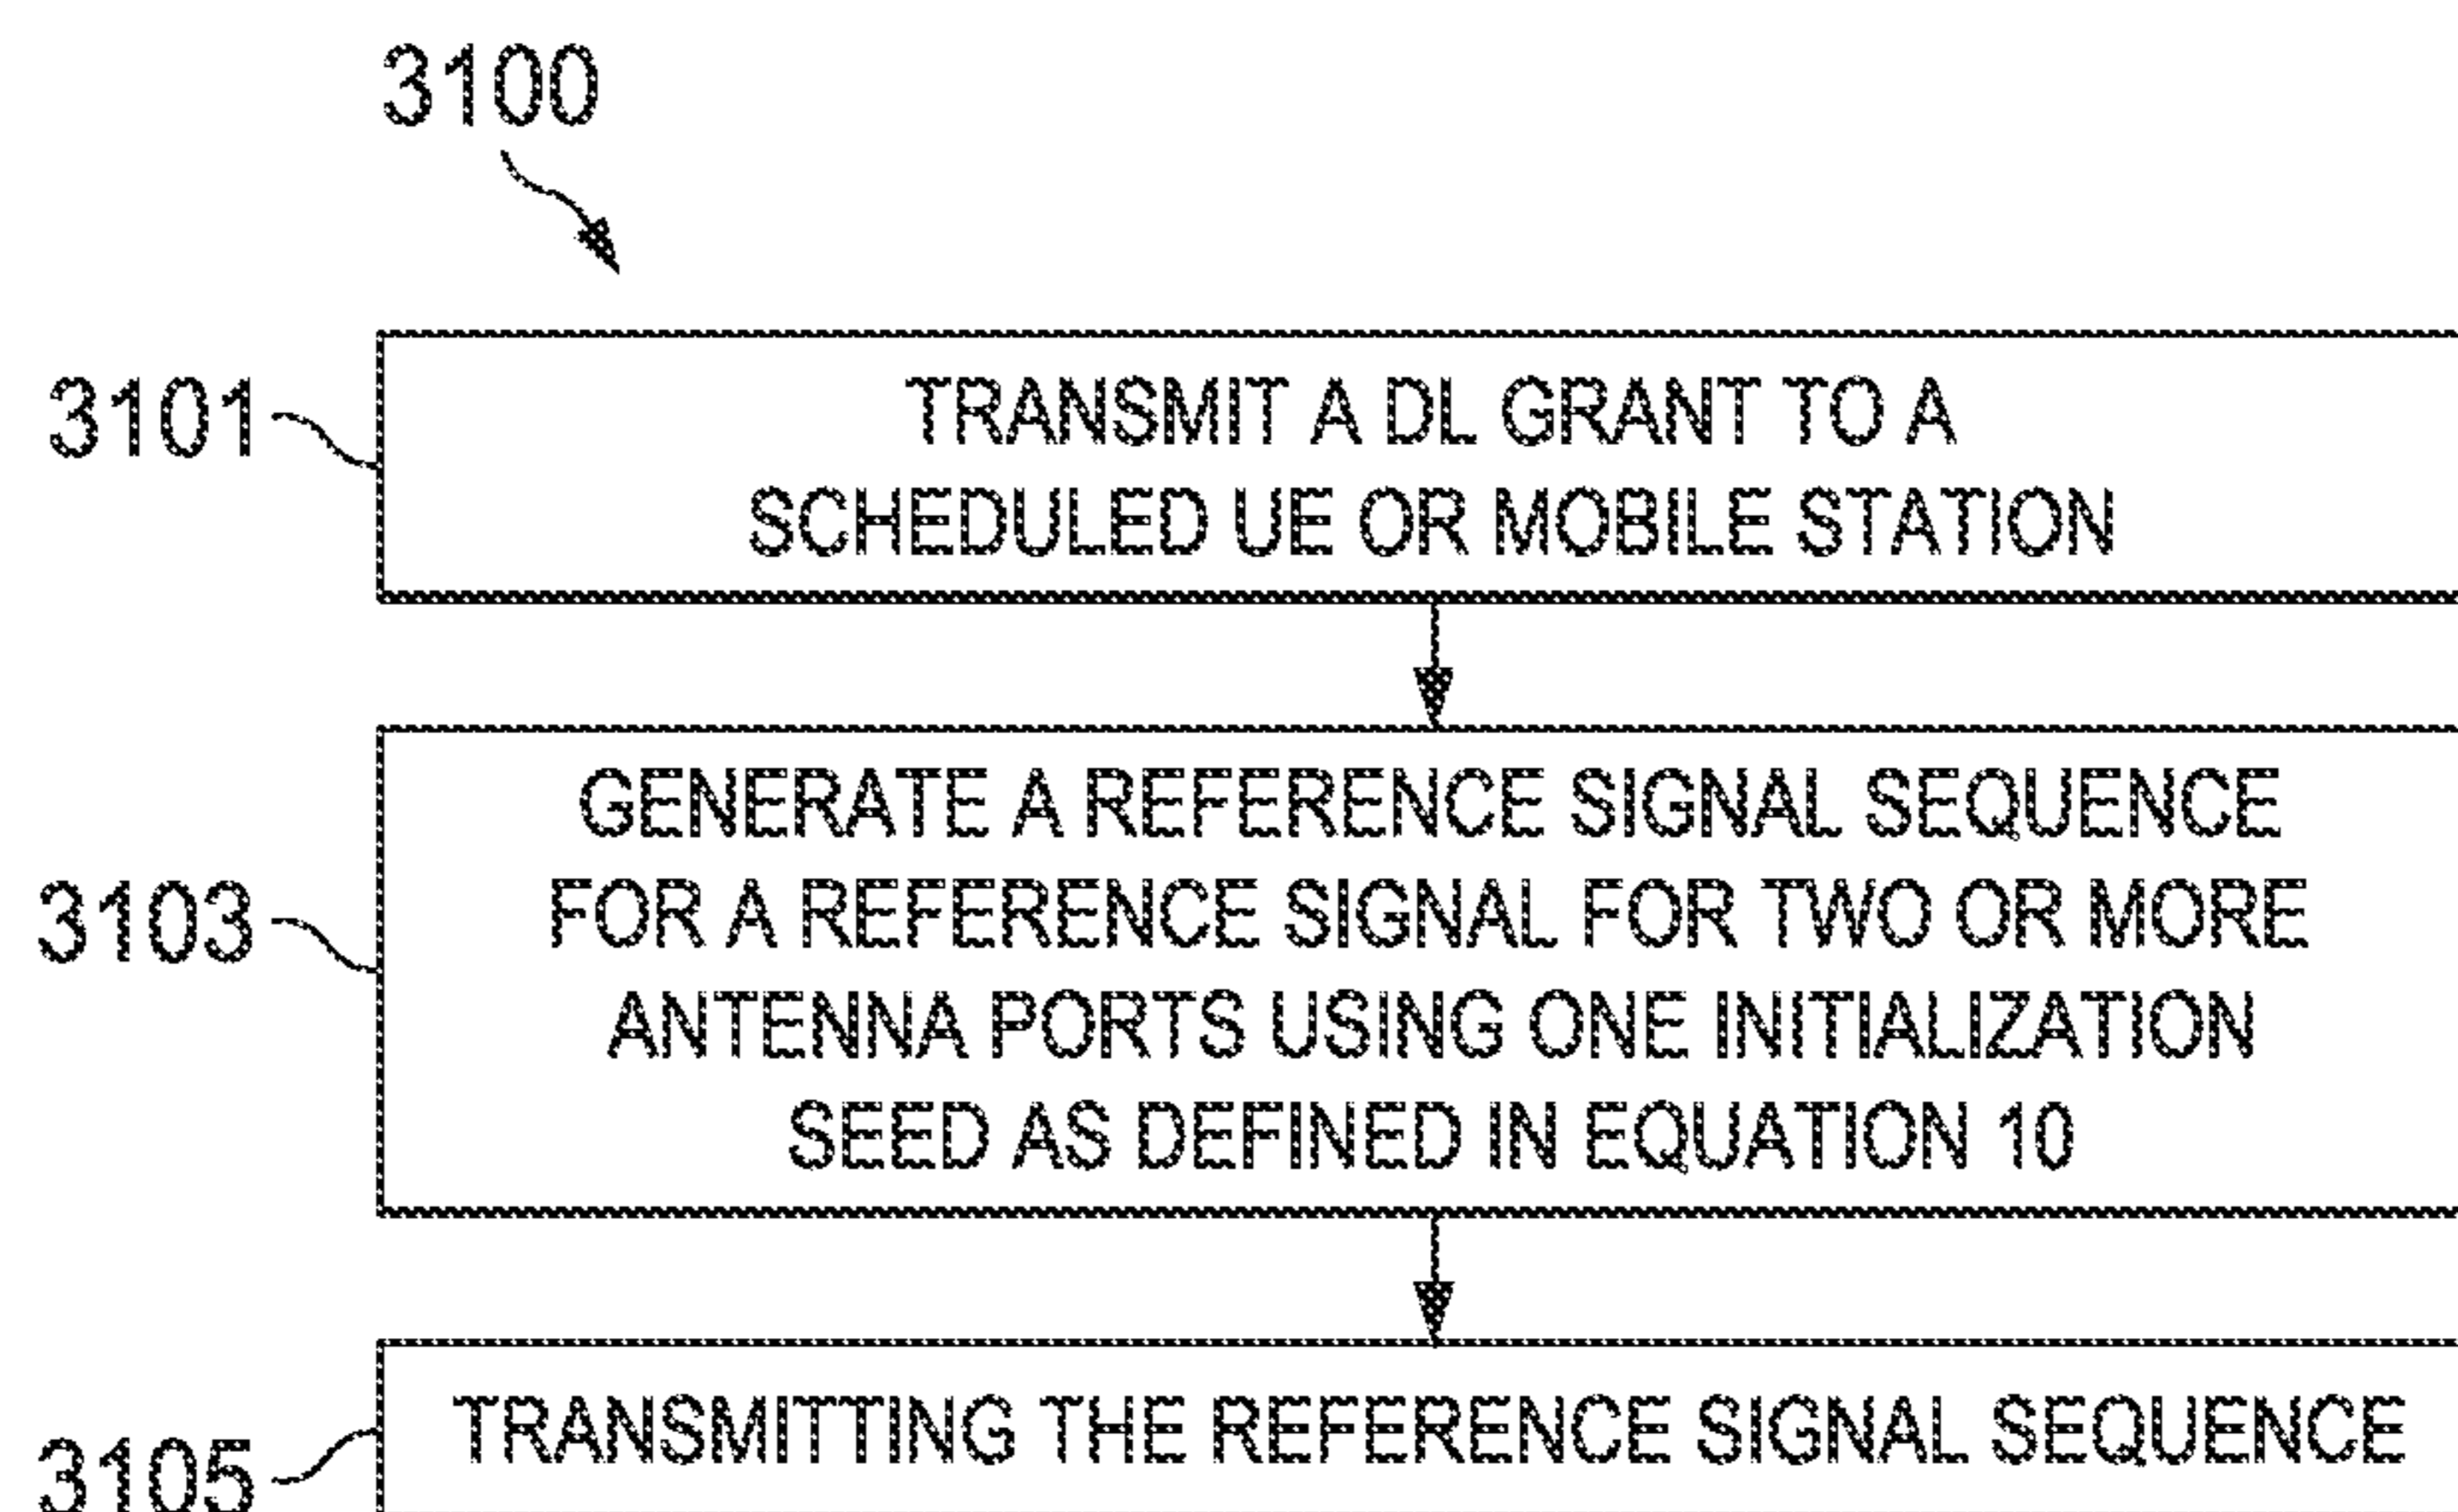 3100
3101
TRANSMIT A DL GRANT TO A
SCHEDULED UE OR MOBILE STATION
3103
GENERATE A REFERENCE SIGNAL SEQUENCE
FOR A REFERENCE SIGNAL FOR TWO OR MORE
ANTENNA PORTS USING ONE INITIALIZATION
SEED AS DEFINED IN EQUATION 10
3105
TRANSMITTING THE REFERENCE SIGNAL SEQUENCE